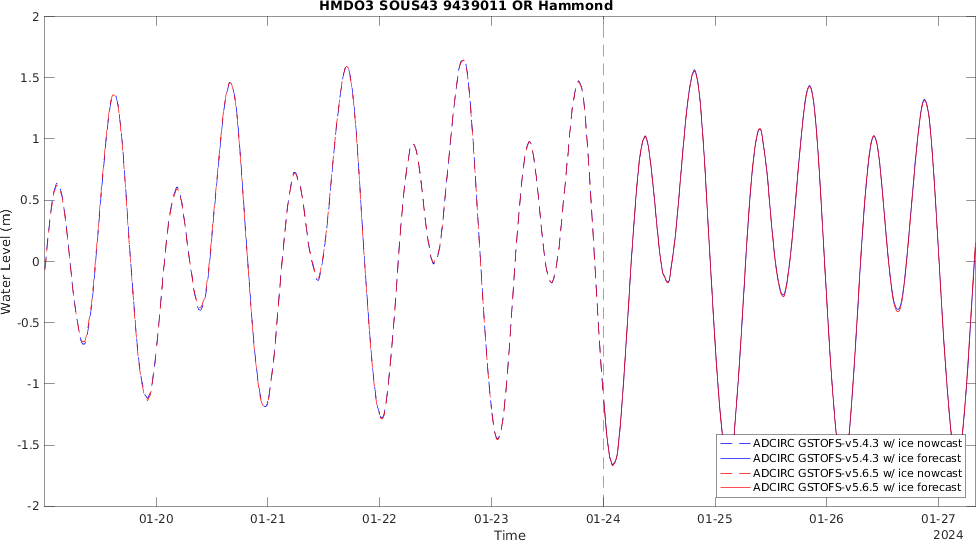 HMDO3 SOUS43 9439011 OR Hammond
2
1.5
1
0.5
0
-0.5
-1
-1.5
-2
Water Level (m)
01-20 01-21 01-22 01-23 01-24 01-25 01-26 01-27
Time
2024
ADCIRC GSTOFS-v5.4.3 w/ ice nowcast
ADCIRC GSTOFS-v5.4.3 w/ ice forecast
ADCIRC GSTOFS-v5.6.5 w/ ice nowcast
ADCIRC GSTOFS-v5.6.5 w/ ice forecast